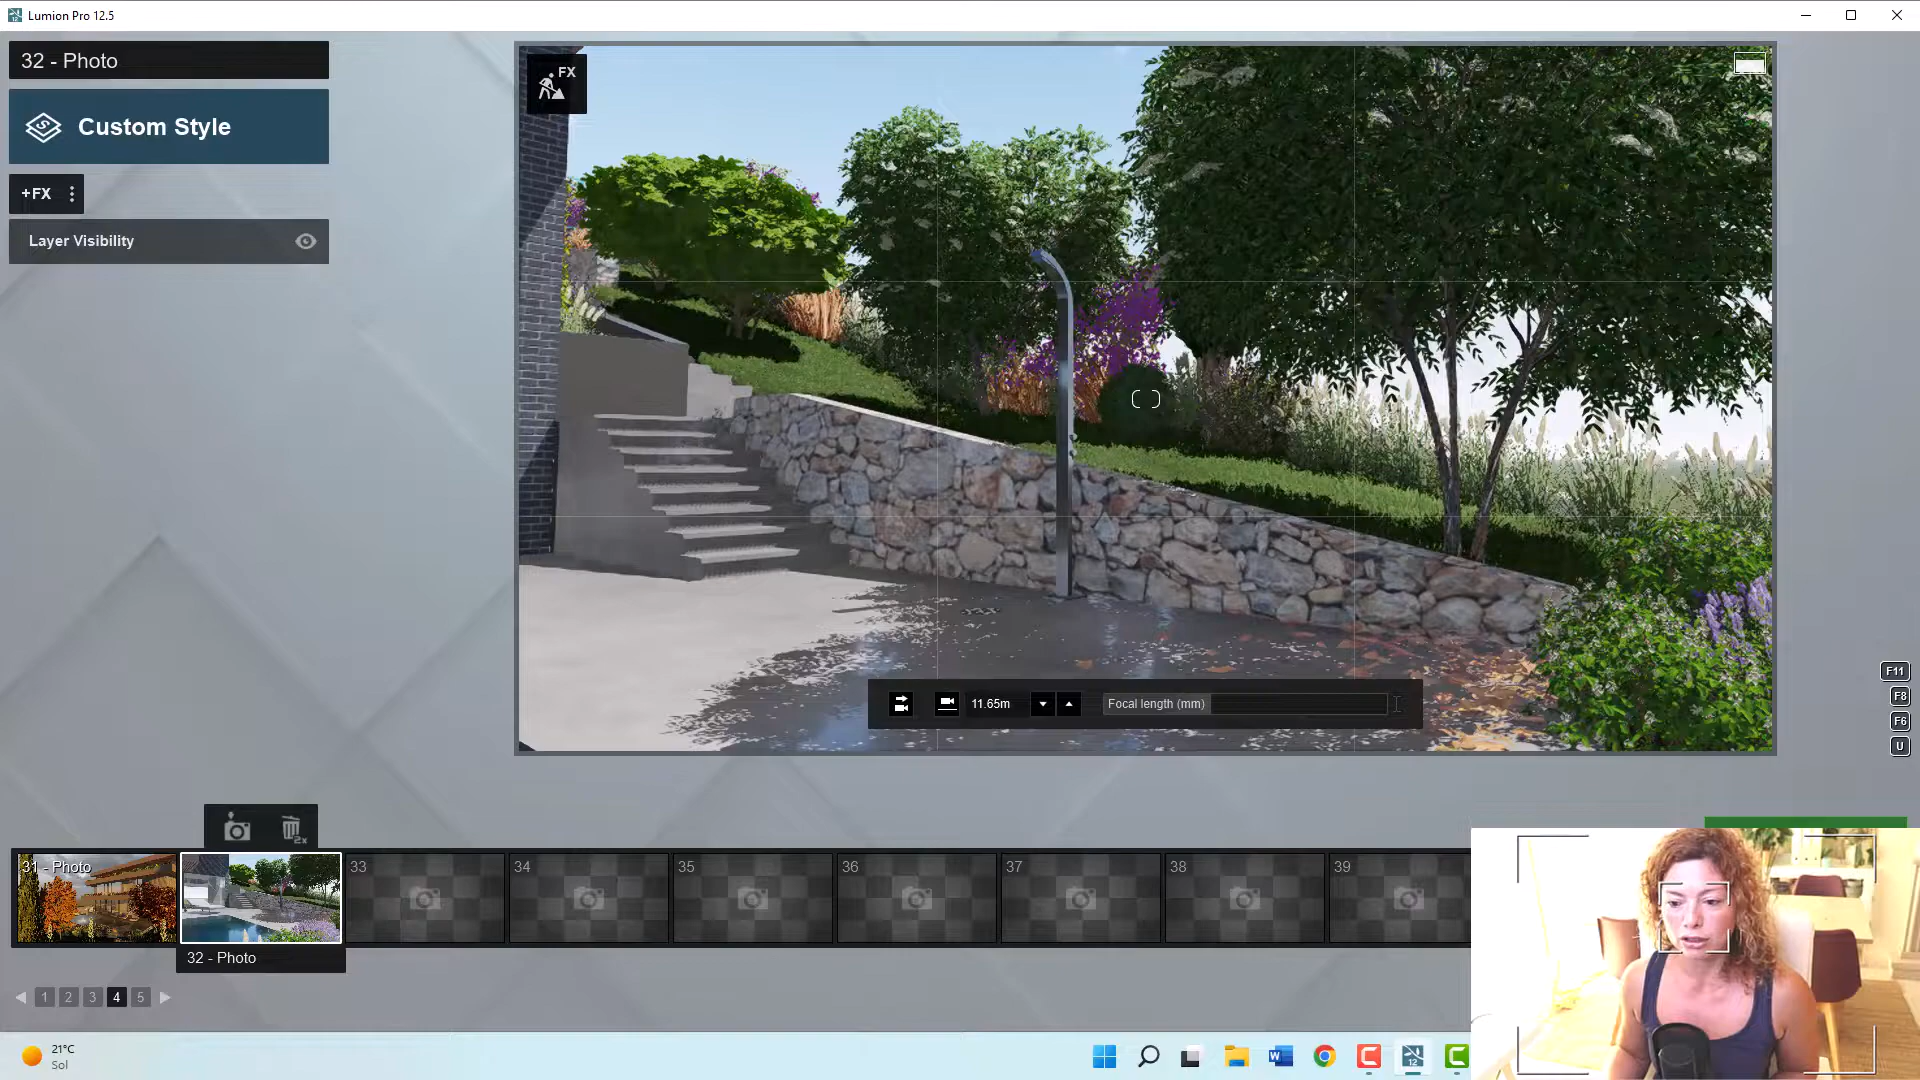 Lumion Pro 12.5
32 - Photo
FX
Custom Style
+FX
Layer Visibility
11.65m
Focal length (mm)
F11
F8
F6
U
2x
31 - Photo
33
34
35
36
37
38
39
32 - Photo
1 2 3 4 5
21°C
Sol
W
12